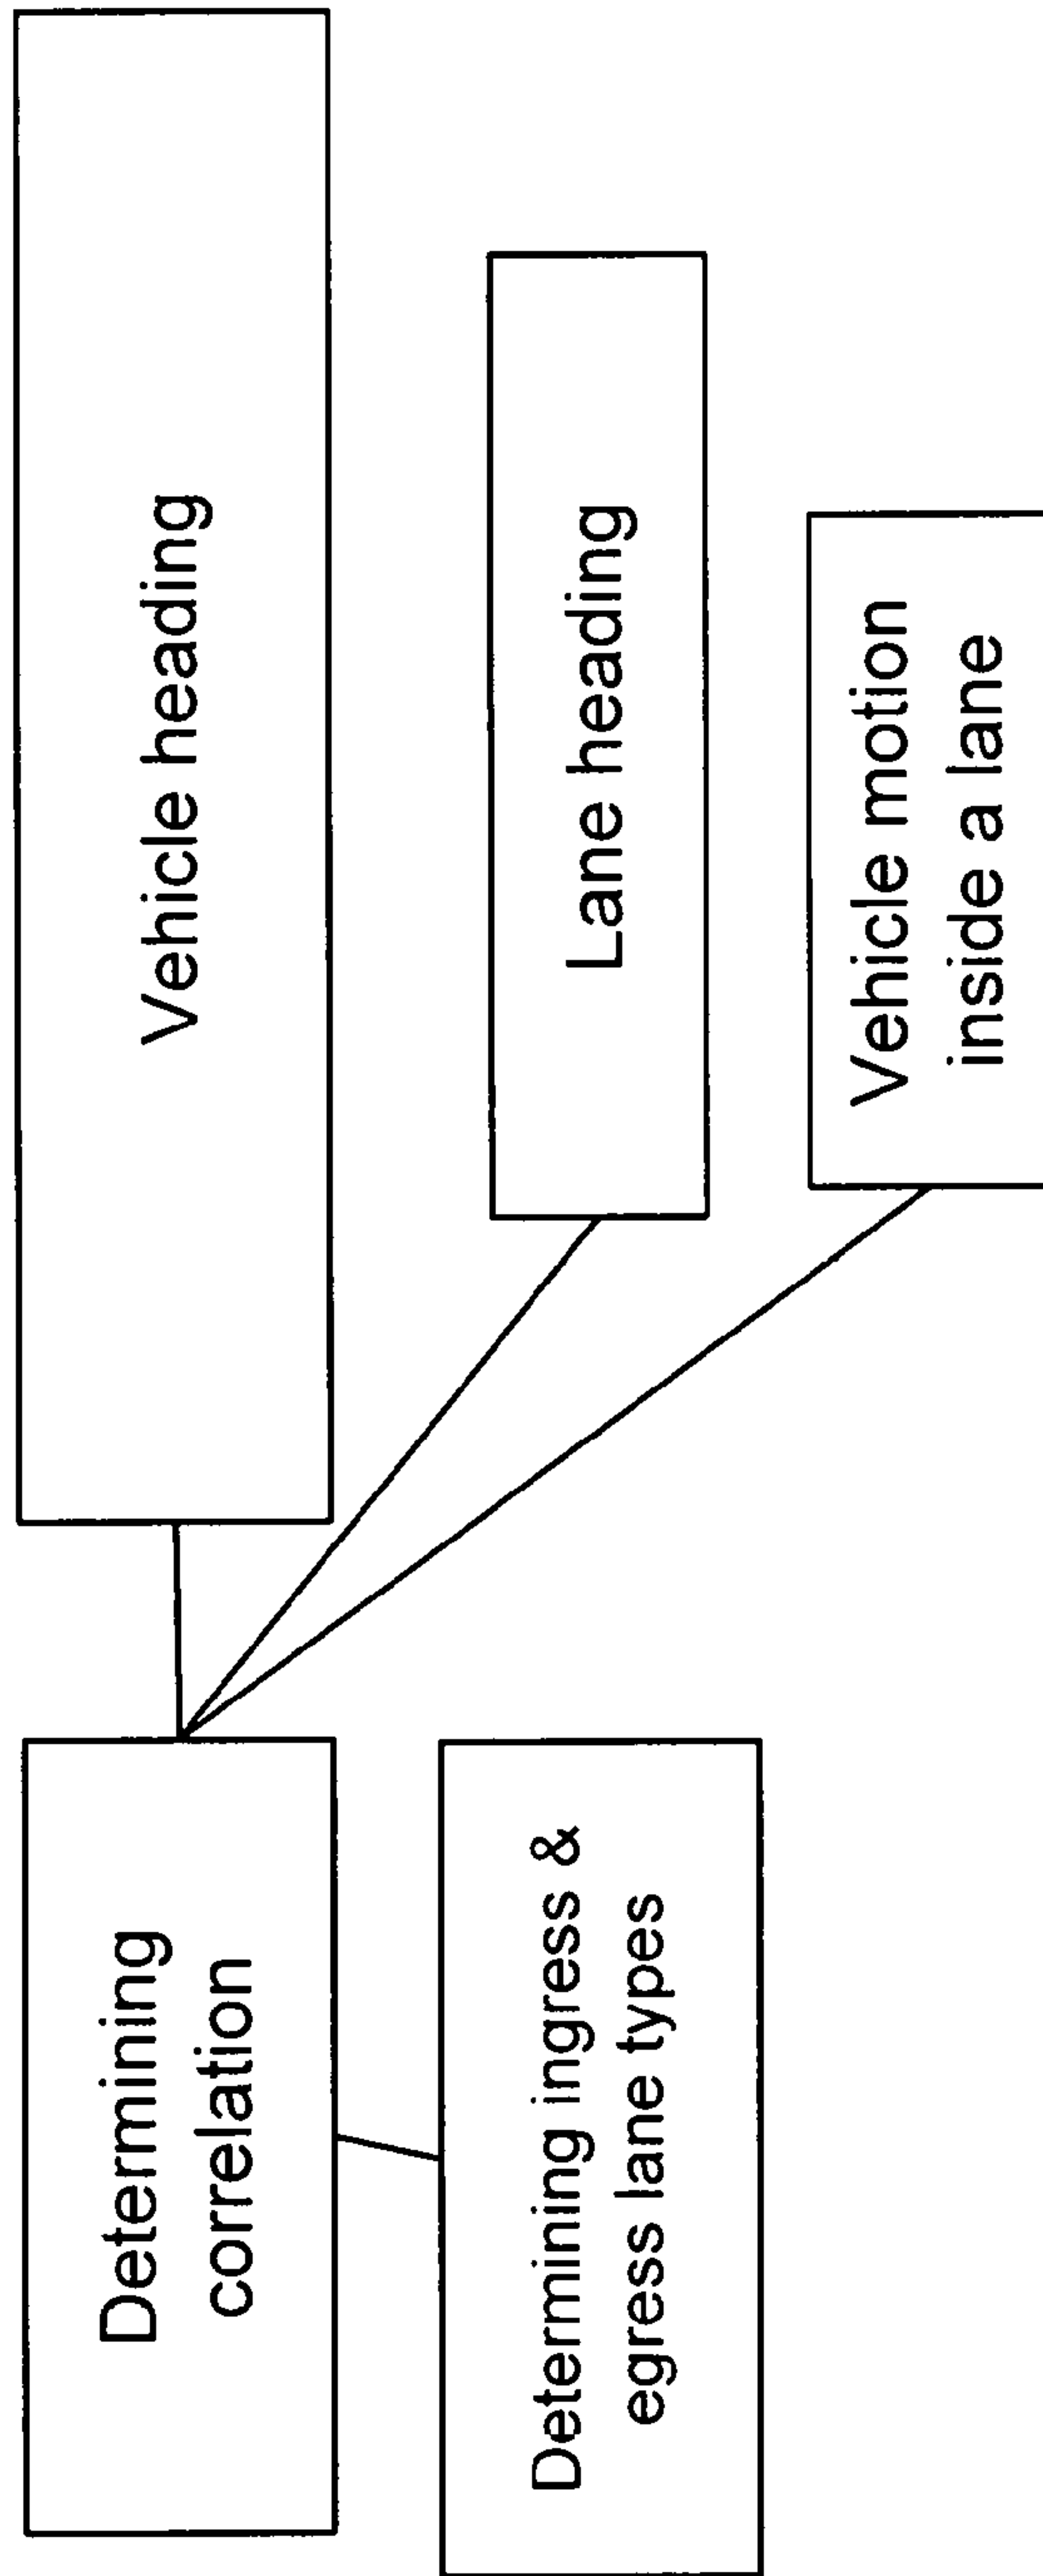 Determining
correlation
Vehicle heading
Determining ingress &
egress lane types
Lane heading
Vehicle motion
inside a lane